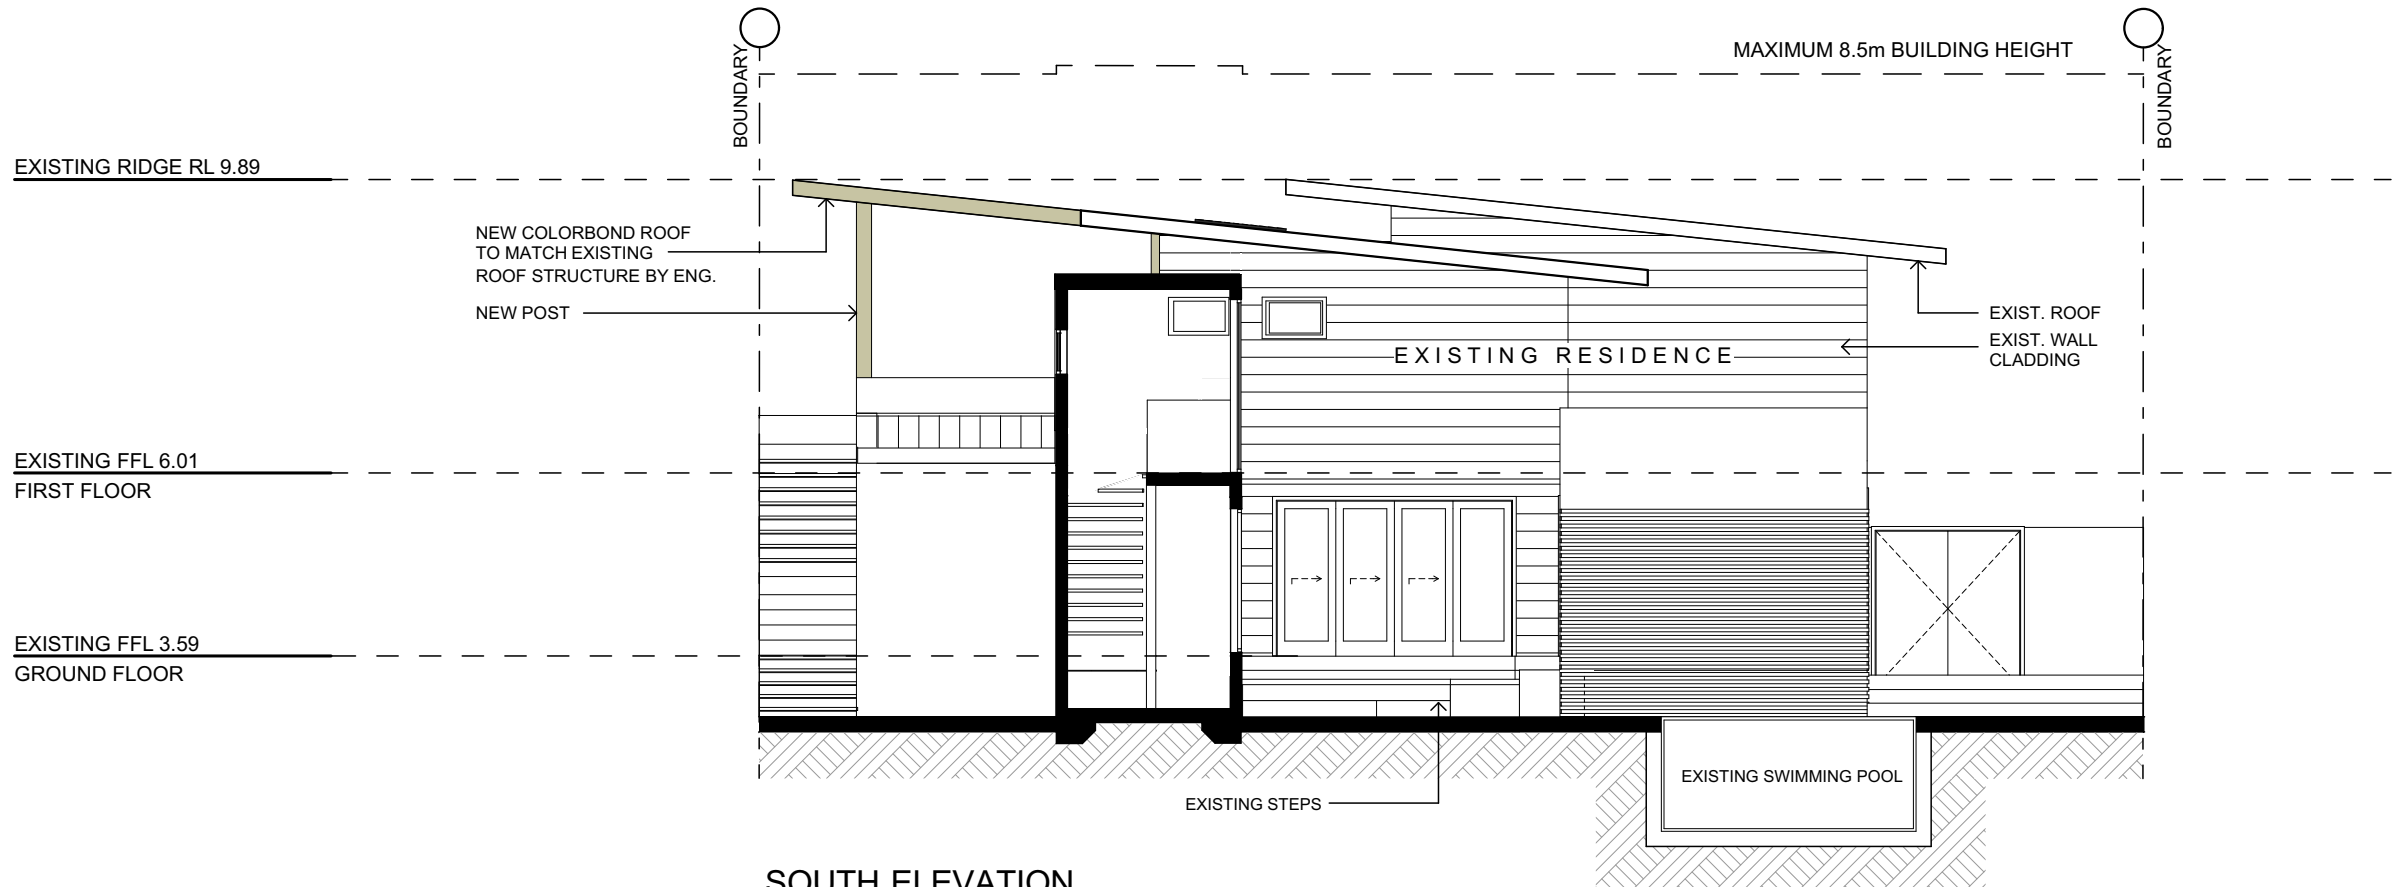 MAXIMUM 8.5m BUILDING HEIGHT
BOUNDARY
BOUNDARY
EXISTING RIDGE RL 9.89
NEW COLORBOND ROOF
TO MATCH EXISTING
ROOF STRUCTURE BY ENG.
NEW POST
EXIST. ROOF
EXIST. WALL
CLADDING
EXISTING RESIDENCE
EXISTING FFL 6.01
FIRST FLOOR
EXISTING FFL 3.59
GROUND FLOOR
EXISTING SWIMMING POOL
EXISTING STEPS
SOUTH ELEVATION